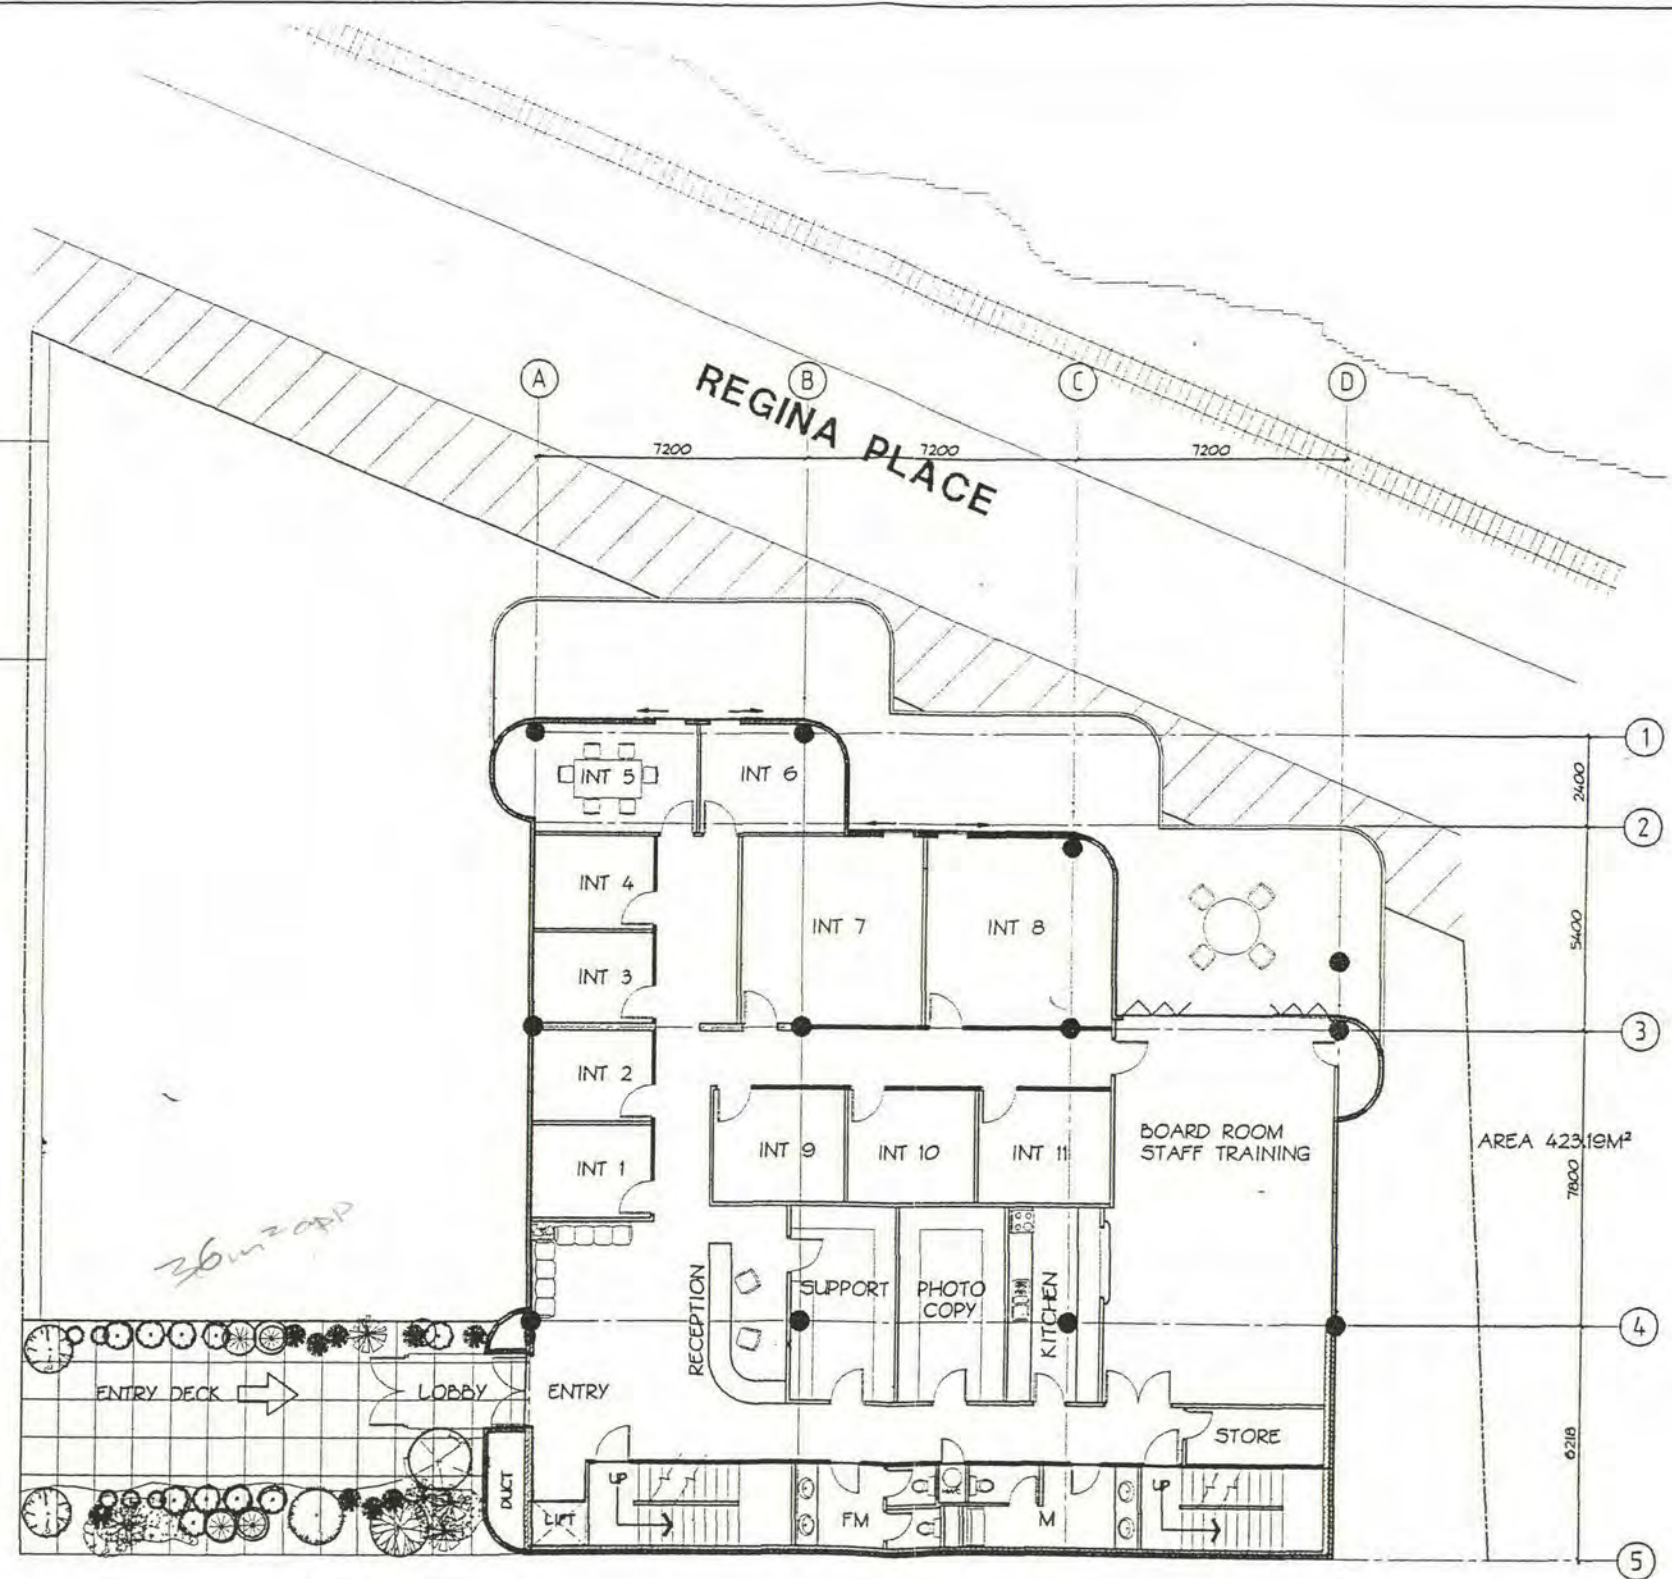 A
B
C
D
REGINA PLACE
7200
7200
7200
1
2
3
4
5
2400
5400
7800
6218
INT 5
INT 6
INT 4
INT 7
INT 8
INT 3
INT 2
INT 9
INT 10
INT 11
BOARD ROOM
STAFF TRAINING
AREA 423.19M²
INT 1
36m² app
RECEPTION
SUPPORT
PHOTO
COPY
KITCHEN
ENTRY DECK
LOBBY
ENTRY
STORE
DUCT
LIFT
UP
FM
M
UP